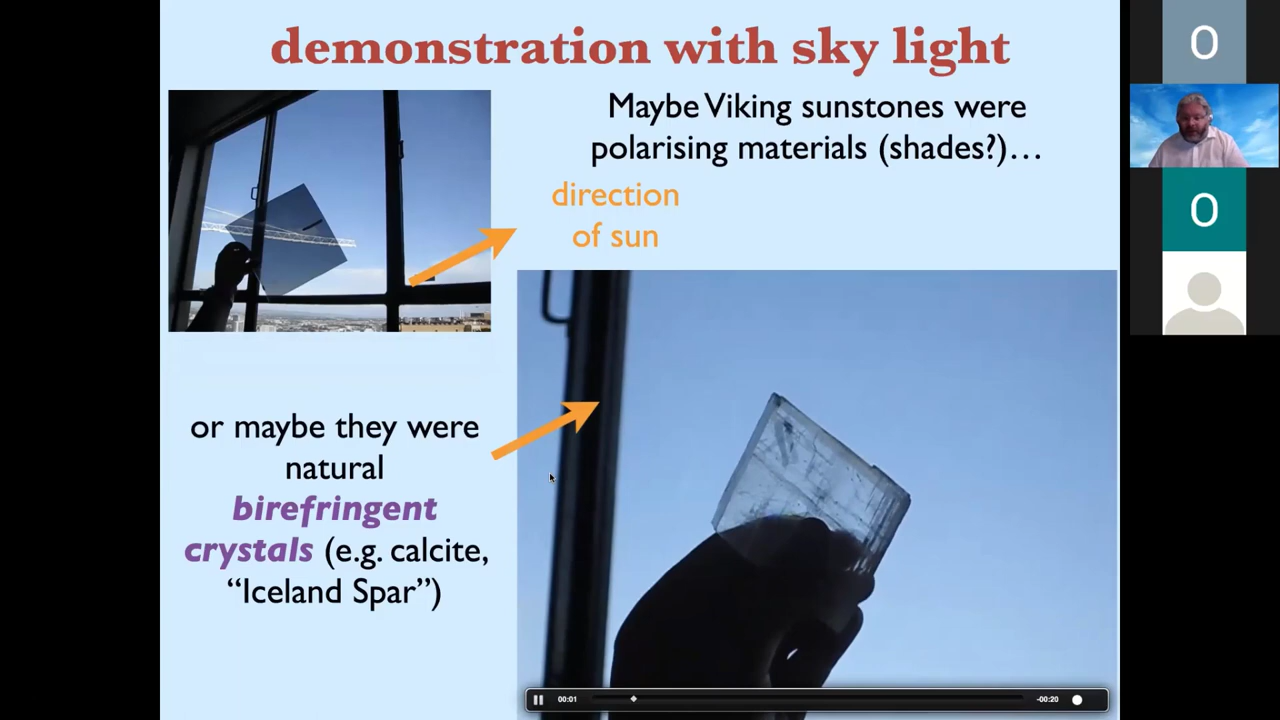 demonstration with sky light
Maybe Viking sunstones were
polarising materials (shades?)…
direction
of sun
or maybe they were
natural
birefringent
crystals (e.g. calcite,
“Iceland Spar”)
00:01
-00:20
O
O